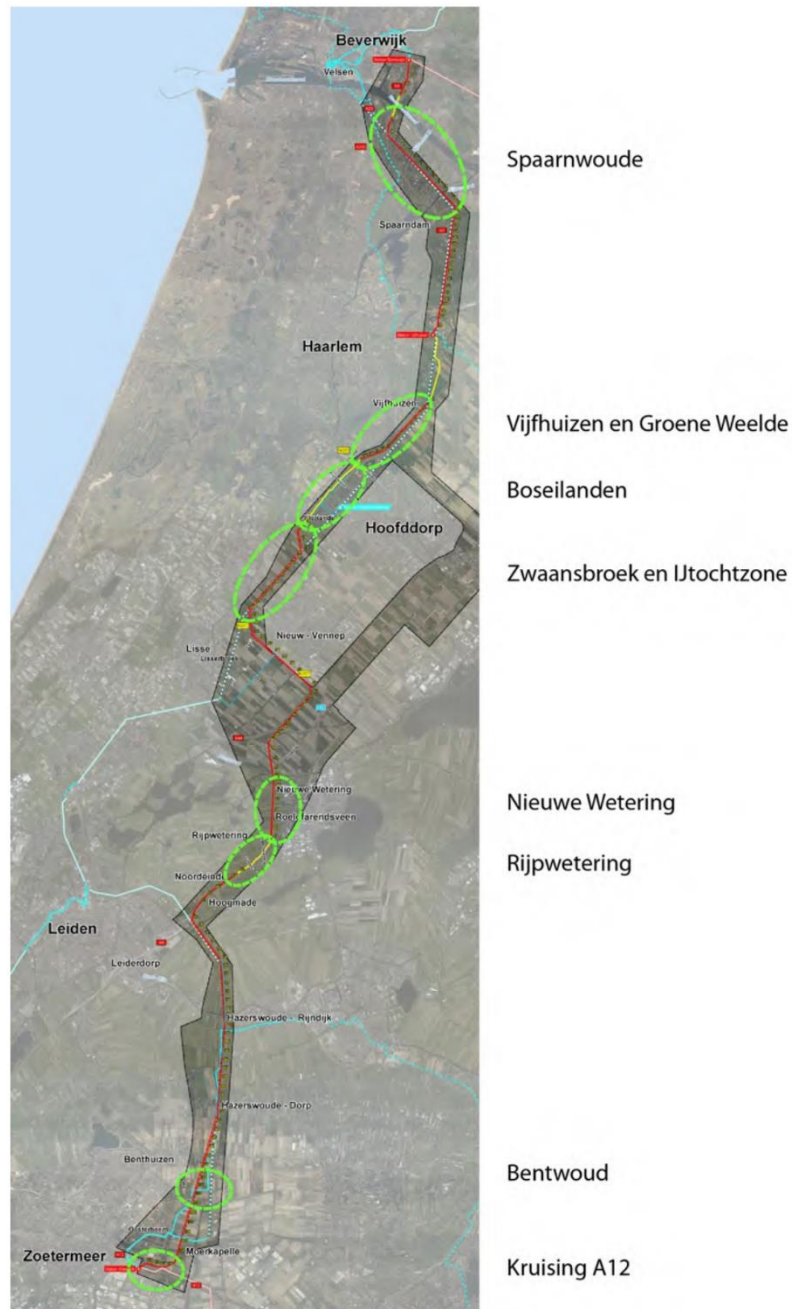 Beverwijk
Velsen
Spaarnwoude
Spaarndam
Haarlem
Vijfhuizen
Vijfhuizen en Groene Weelde
Boseilanden
Hoofddorp
Zwaansbroek en IJtochtzone
Nieuw - Vennep
Lisse
Nieuwe Wetering
Nieuwe Wetering
Roelofarendsveen
Rijpwetering
Rijpwetering
Hoogmade
Leiden
Leiderdorp
Hazerswoude - Rijndijk
Hazerswoude - Dorp
Benthuizen
Bentwoud
Zoetermeer
Moerkapelle
Kruising A12